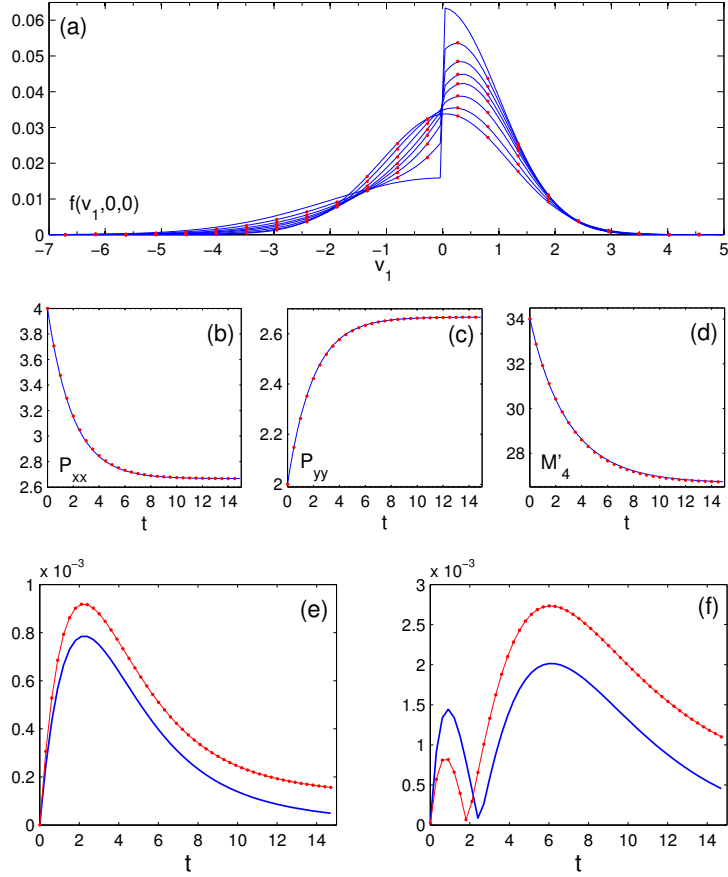 0.06
0.05
0.04
0.03
0.02
0.01
0
(a)
f(v₁,0,0)
−7 −6 −5 −4 −3 −2 −1 0 1 2 3 4 5
v₁
4
3.8
3.6
3.4
3.2
3
2.8
2.6
(b)
P_xx
0 2 4 6 8 10 12 14
t
2.6
2.4
2.2
2
(c)
P_yy
0 2 4 6 8 10 12 14
t
34
32
30
28
(d)
M'₄
0 2 4 6 8 10 12 14
t
x 10⁻³
1
0.8
0.6
0.4
0.2
0
(e)
0 2 4 6 8 10 12 14
t
x 10⁻³
3
2.5
2
1.5
1
0.5
0
(f)
0 2 4 6 8 10 12 14
t